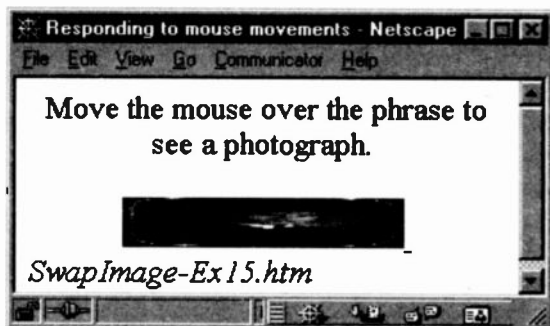 Responding to mouse movements - Netscape
File Edit View Go Communicator Help
Move the mouse over the phrase to
see a photograph.
SwapImage-Ex15.htm